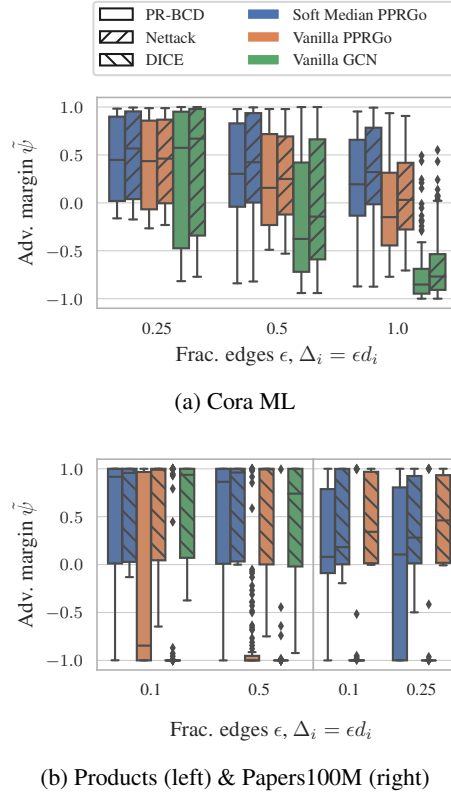 PR-BCD
Nettack
DICE
Soft Median PPRGo
Vanilla PPRGo
Vanilla GCN
Adv. margin ψ̃
1.0
0.5
0.0
−0.5
−1.0
0.25 0.5 1.0
Frac. edges ϵ, Δᵢ = ϵdᵢ
(a) Cora ML
Adv. margin ψ̃
1.0
0.5
0.0
−0.5
−1.0
0.1 0.5 0.1 0.25
Frac. edges ϵ, Δᵢ = ϵdᵢ
(b) Products (left) & Papers100M (right)